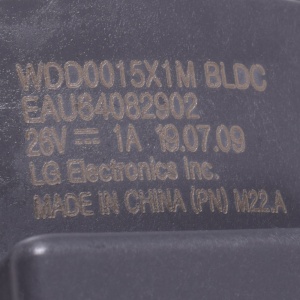 WDD0015X1M BLDC
EAU64082902
26V ⎓ 1A 19.07.09
LG Electronics Inc.
MADE IN CHINA (PN) M22.A